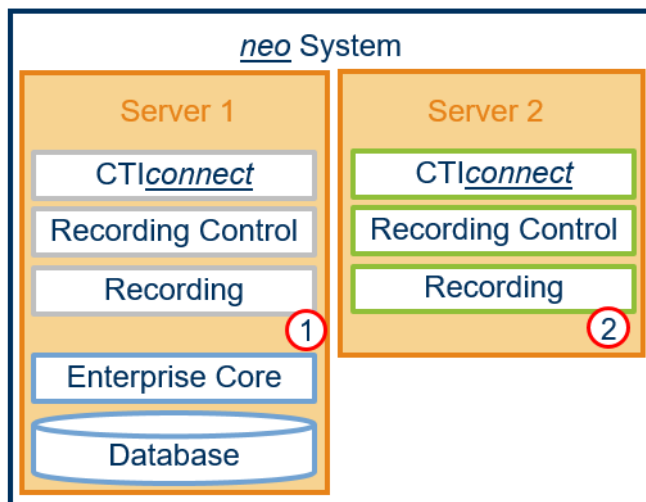 neo System
Server 1
CTIconnect
Recording Control
Recording
1
Enterprise Core
Database
Server 2
CTIconnect
Recording Control
Recording
2